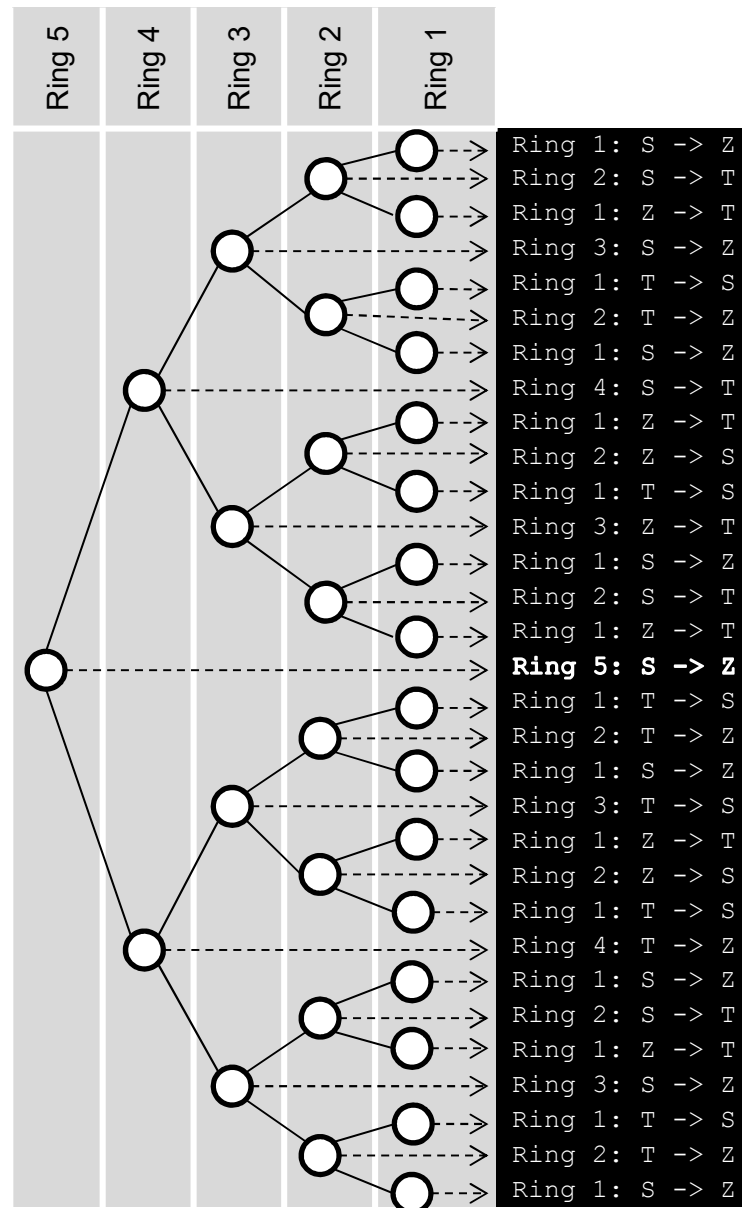 Ring 5
Ring 4
Ring 3
Ring 2
Ring 1
Ring 1: S -> Z
Ring 2: S -> T
Ring 1: Z -> T
Ring 3: S -> Z
Ring 1: T -> S
Ring 2: T -> Z
Ring 1: S -> Z
Ring 4: S -> T
Ring 1: Z -> T
Ring 2: Z -> S
Ring 1: T -> S
Ring 3: Z -> T
Ring 1: S -> Z
Ring 2: S -> T
Ring 1: Z -> T
Ring 5: S -> Z
Ring 1: T -> S
Ring 2: T -> Z
Ring 1: S -> Z
Ring 3: T -> S
Ring 1: Z -> T
Ring 2: Z -> S
Ring 1: T -> S
Ring 4: T -> Z
Ring 1: S -> Z
Ring 2: S -> T
Ring 1: Z -> T
Ring 3: S -> Z
Ring 1: T -> S
Ring 2: T -> Z
Ring 1: S -> Z